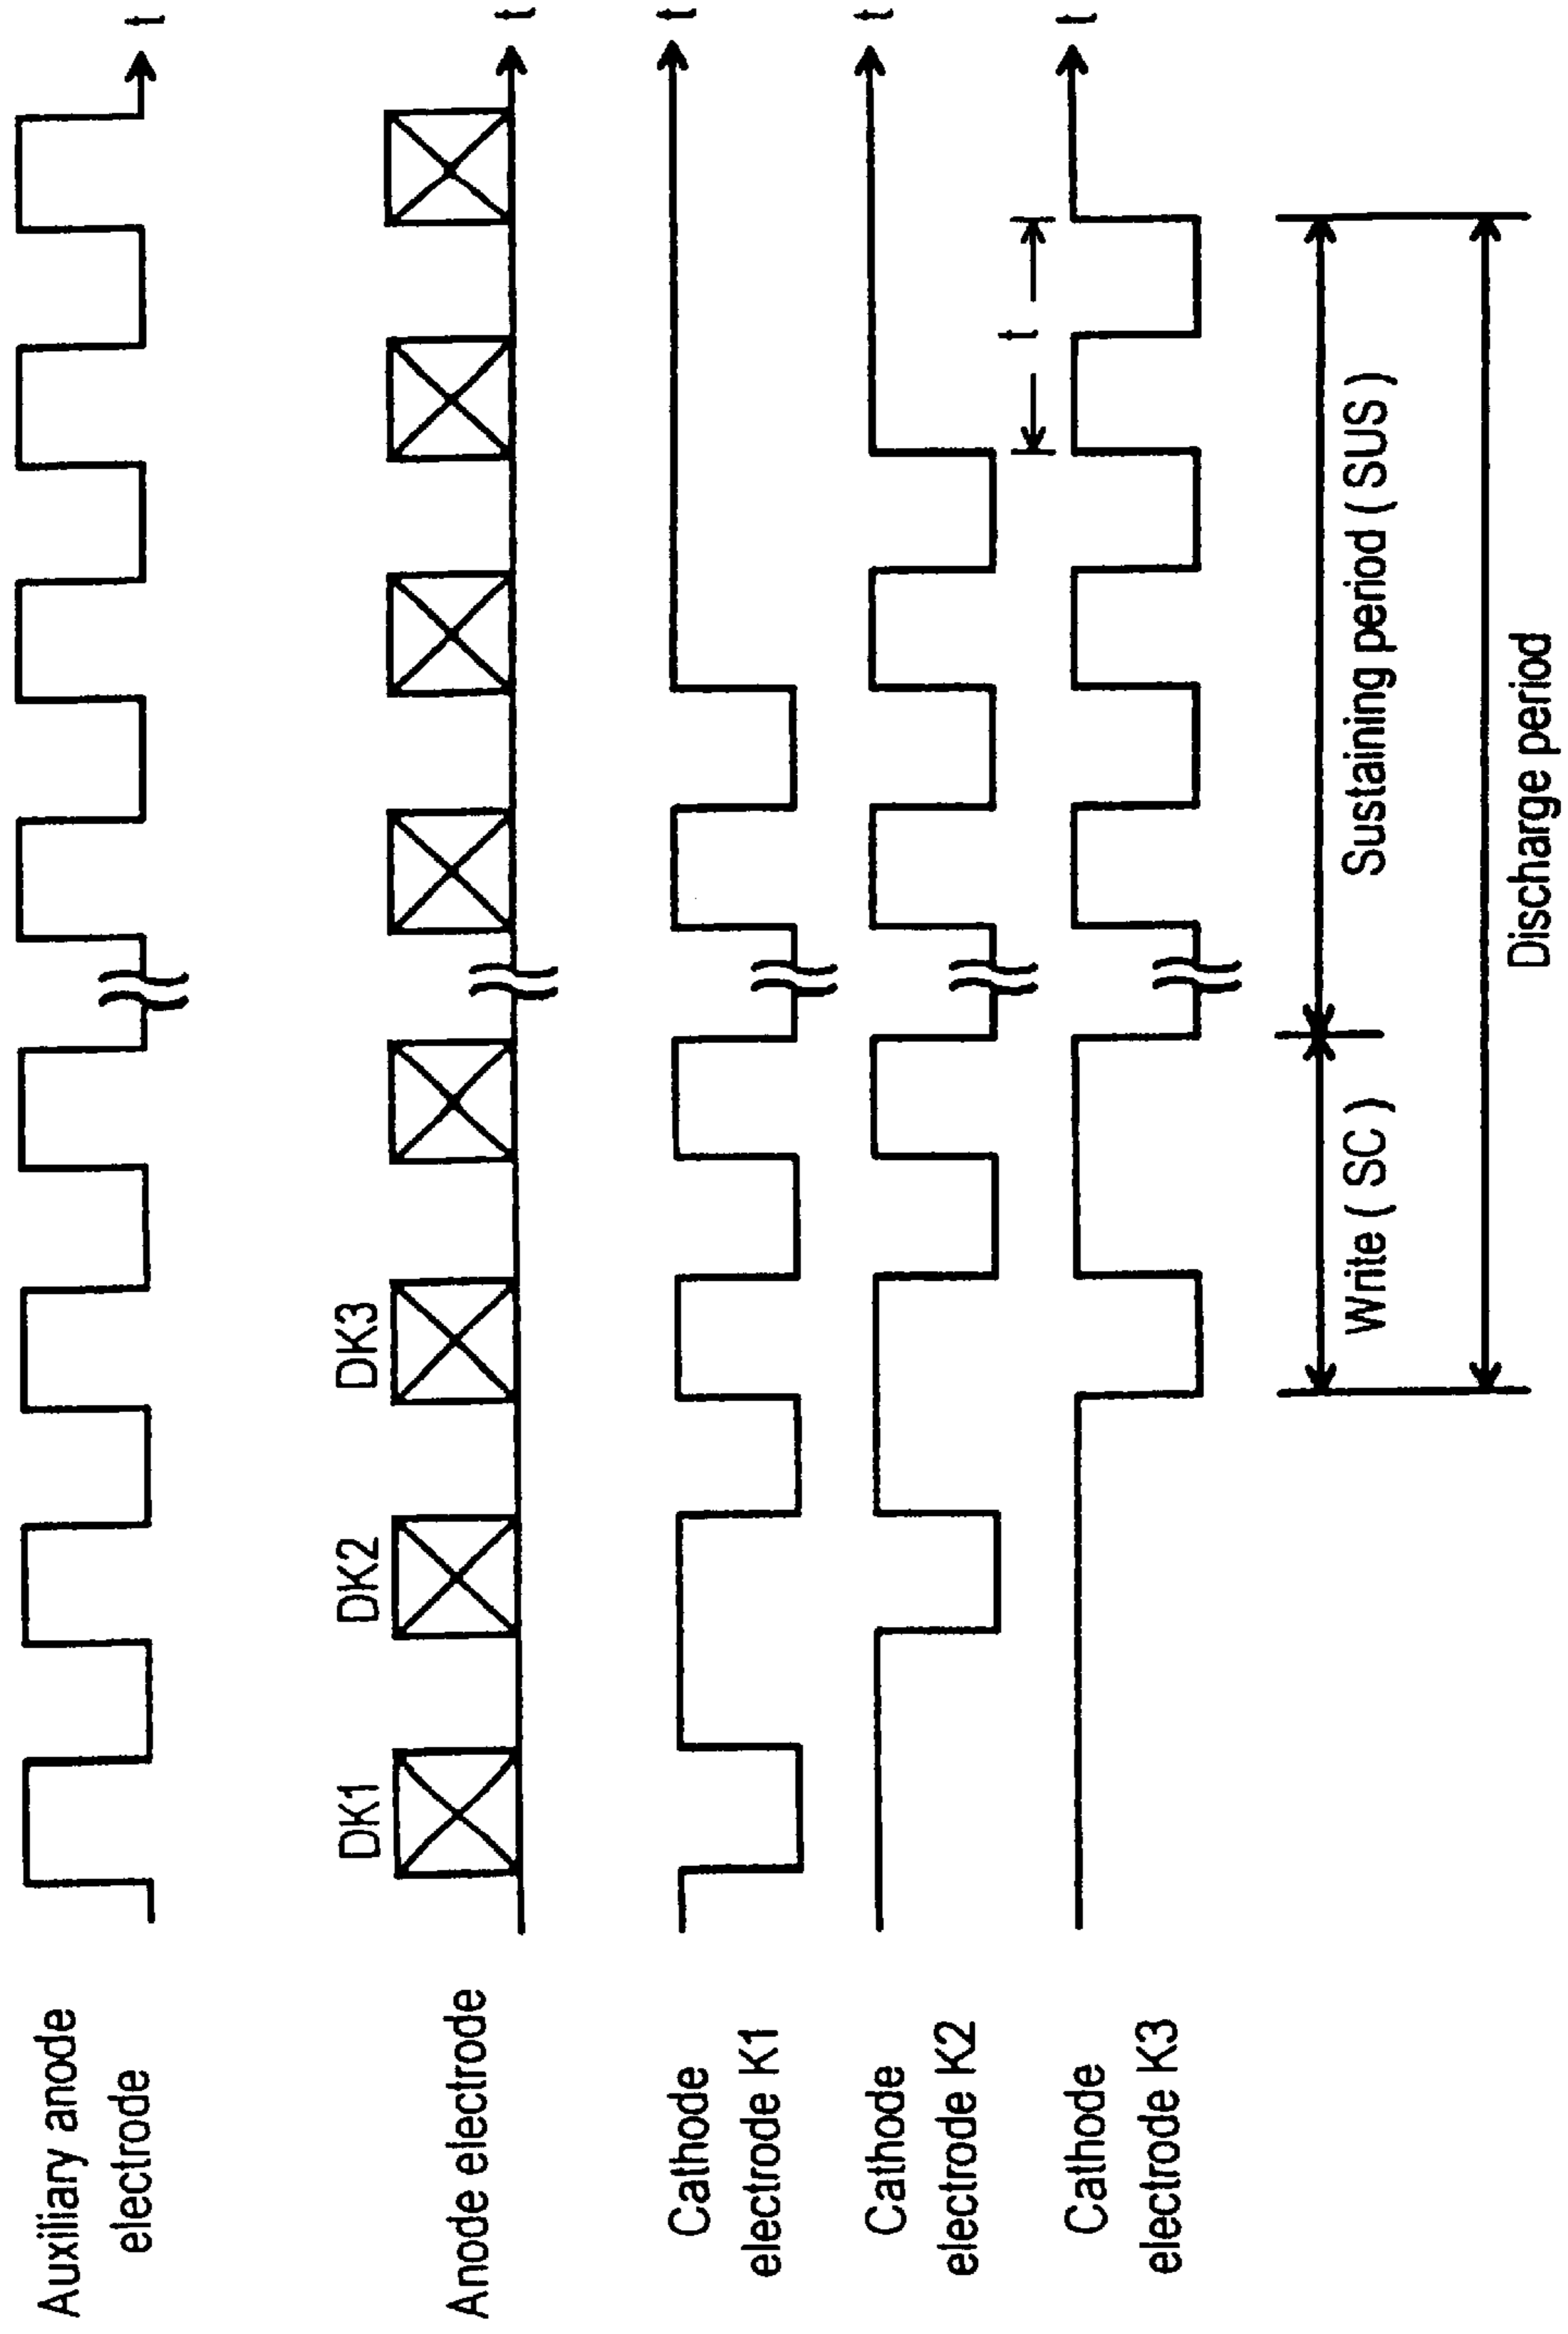 Auxiliary anode
electrode
t
DK1
DK2
DK3
Anode electrode
t
Cathode
electrode K1
t
Cathode
electrode K2
t
Cathode
electrode K3
t
t
Write ( SC )
Sustaining period ( SUS )
Discharge period